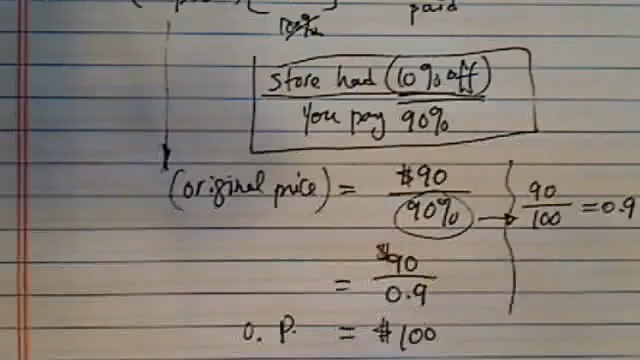 paid
store had (10% off)
You pay 90%
(original price) = $90 / 90% → 90 / 100 = 0.9
= $90 / 0.9
O. P. = $100